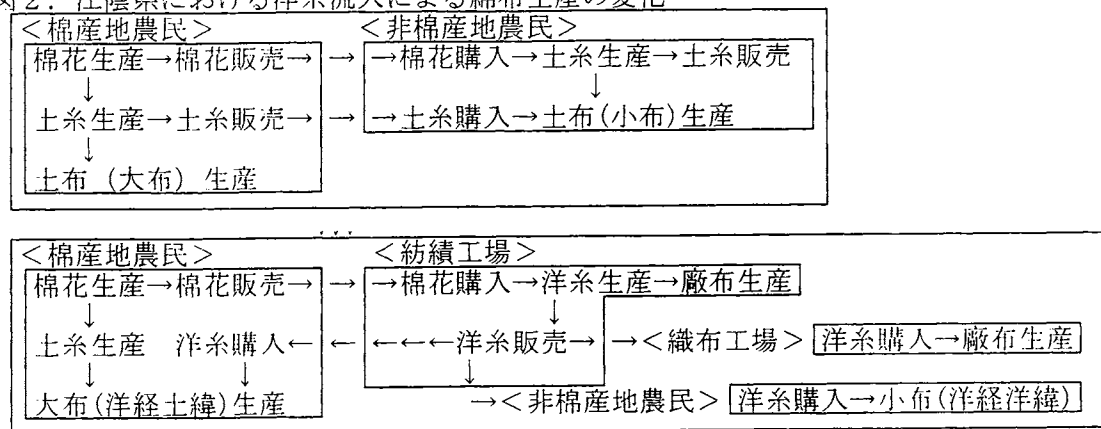 図2. 江陰県における洋糸流入による綿布生産の変化
<棉産地農民> <非棉産地農民>
棉花生産→棉花販売→ → →棉花購入→土糸生産→土糸販売
↓ ↓
土糸生産→土糸販売→ → →土糸購入→土布(小布)生産
↓
土布 (大布) 生産
<棉産地農民> <紡績工場>
棉花生産→棉花販売→ → →棉花購入→洋糸生産→廠布生産
↓ ↓
土糸生産 洋糸購入← ← ←←←洋糸販売→ →<織布工場> 洋糸購入→廠布生産
↓ ↓ ↓
大布(洋経土緯)生産 →<非棉産地農民> 洋糸購入→小布(洋経洋緯)